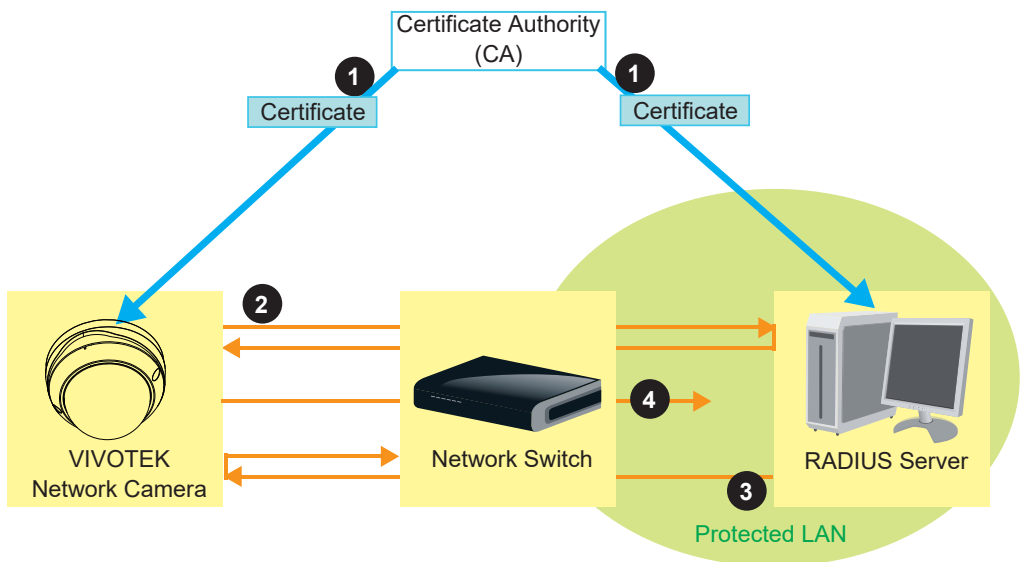 Certificate Authority
(CA)
1
1
Certificate
Certificate
2
4
VIVOTEK
Network Camera
Network Switch
RADIUS Server
3
Protected LAN